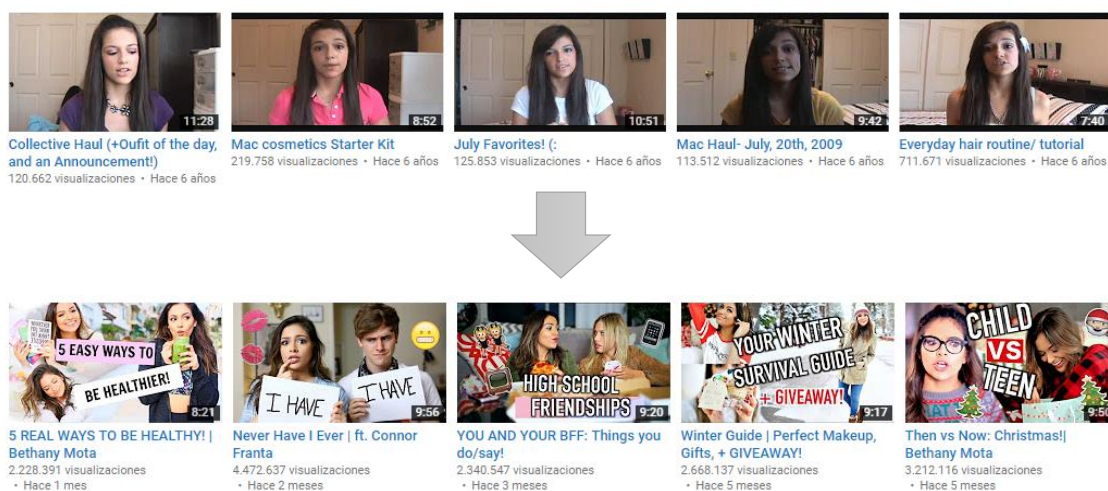 11:28
8:52
10:51
9:42
7:40
Collective Haul (+Oufit of the day,
and an Announcement!)
120.662 visualizaciones • Hace 6 años
Mac cosmetics Starter Kit
219.758 visualizaciones • Hace 6 años
July Favorites! (:
125.853 visualizaciones • Hace 6 años
Mac Haul- July, 20th, 2009
113.512 visualizaciones • Hace 6 años
Everyday hair routine/ tutorial
711.671 visualizaciones • Hace 6 años
5 EASY WAYS TO
BE HEALTHIER!
8:21
I HAVE
I HAVE
9:56
HIGH SCHOOL
FRIENDSHIPS
9:20
YOUR WINTER
SURVIVAL GUIDE
+ GIVEAWAY!
9:17
CHILD
VS
TEEN
9:50
5 REAL WAYS TO BE HEALTHY! |
Bethany Mota
2.228.391 visualizaciones
• Hace 1 mes
Never Have I Ever | ft. Connor
Franta
4.472.637 visualizaciones
• Hace 2 meses
YOU AND YOUR BFF: Things you
do/say!
2.340.547 visualizaciones
• Hace 3 meses
Winter Guide | Perfect Makeup,
Gifts, + GIVEAWAY!
2.668.137 visualizaciones
• Hace 5 meses
Then vs Now: Christmas!|
Bethany Mota
3.212.116 visualizaciones
• Hace 5 meses